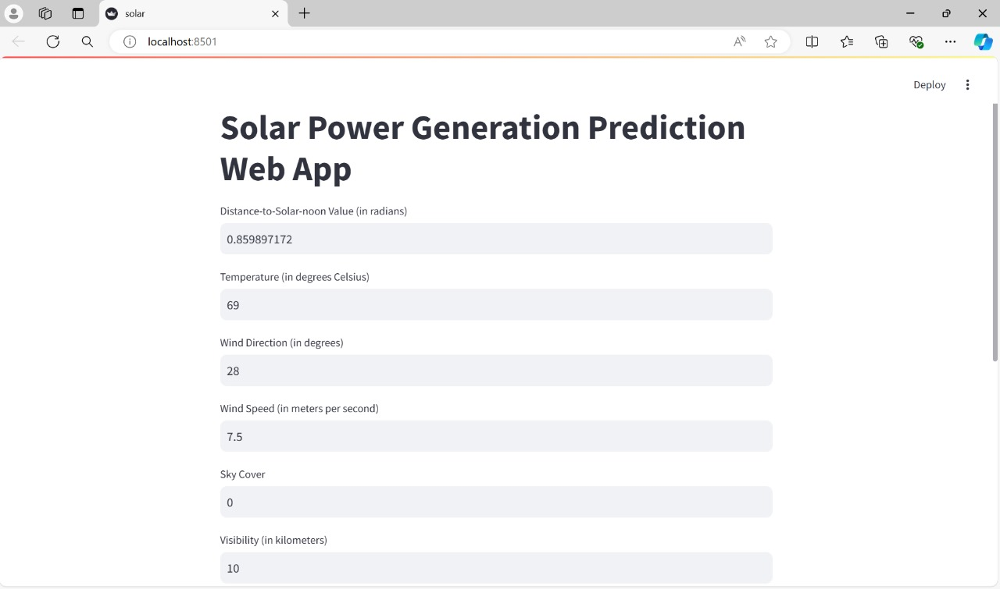 solar
localhost:8501
Deploy
Solar Power Generation Prediction
Web App
Distance-to-Solar-noon Value (in radians)
0.859897172
Temperature (in degrees Celsius)
69
Wind Direction (in degrees)
28
Wind Speed (in meters per second)
7.5
Sky Cover
0
Visibility (in kilometers)
10